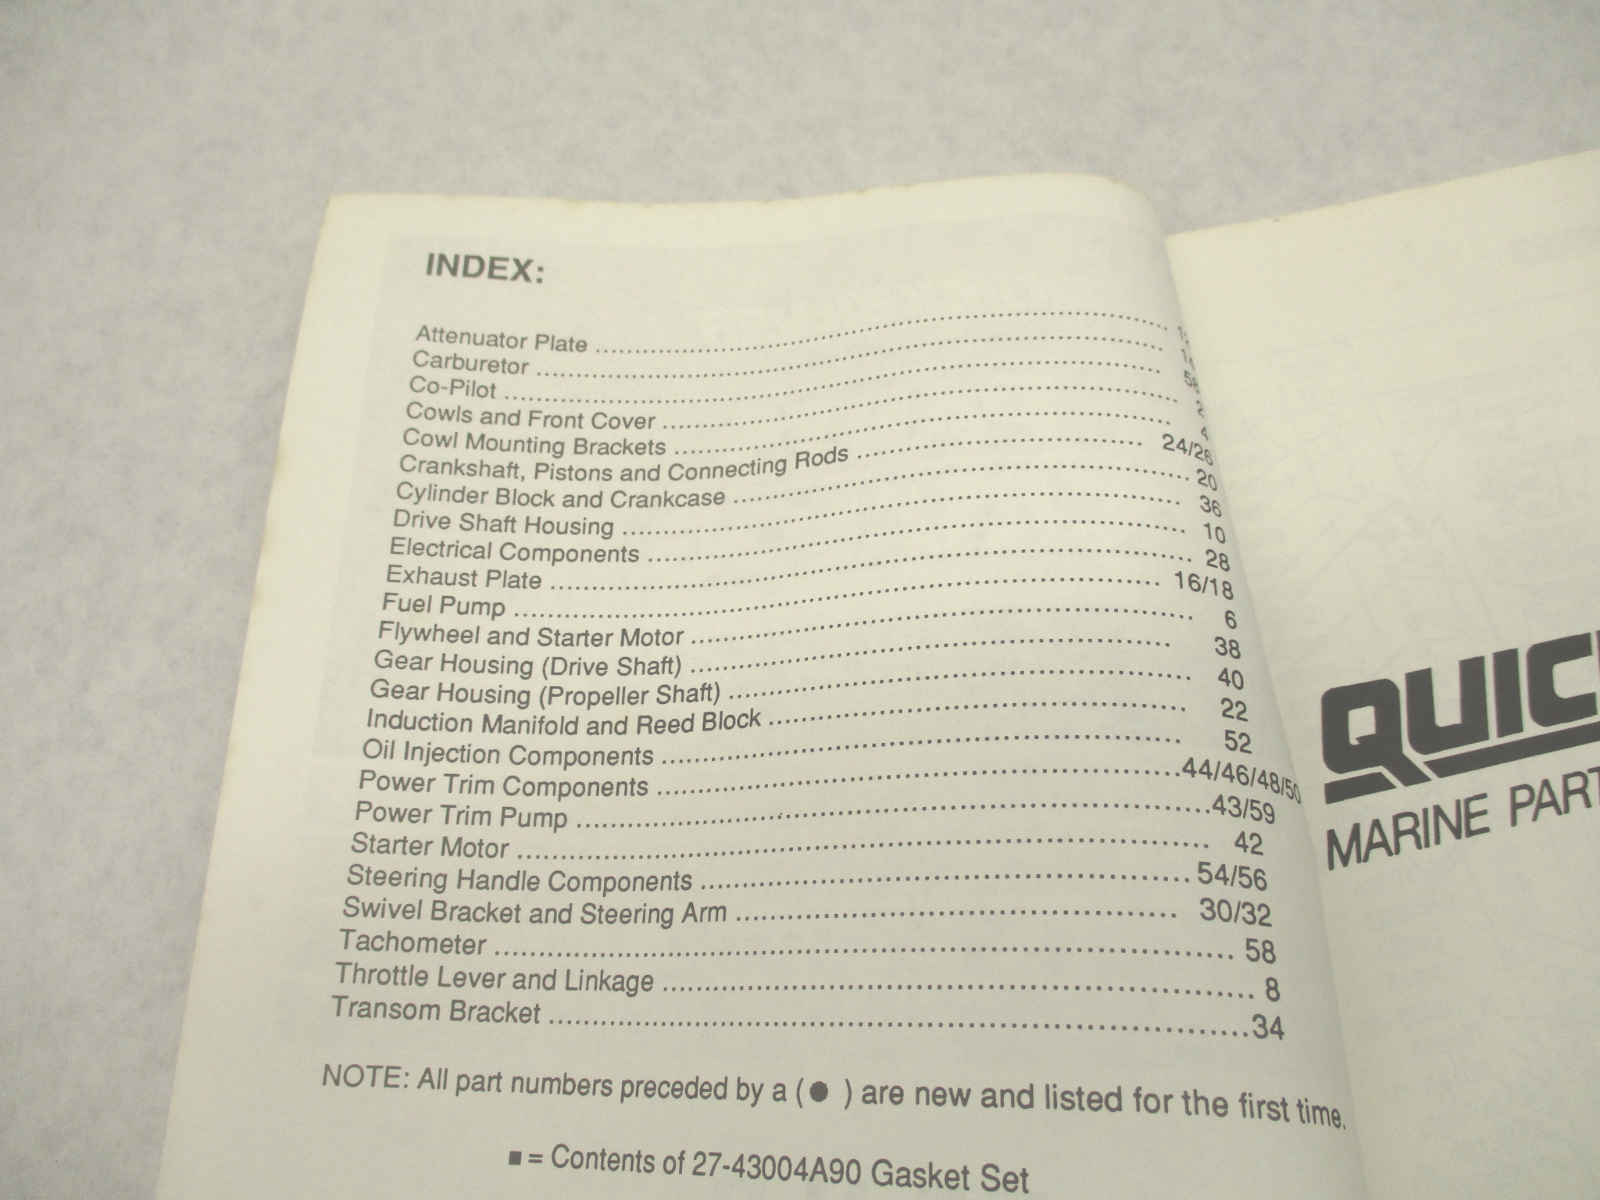 INDEX:
Attenuator Plate ........................................
Carburetor ........................................
Co-Pilot ........................................
Cowls and Front Cover ........................................
Cowl Mounting Brackets ........................................ 4
Crankshaft, Pistons and Connecting Rods ........................................ 24/26
Cylinder Block and Crankcase ........................................ 20
Drive Shaft Housing ........................................ 36
Electrical Components ........................................ 10
Exhaust Plate ........................................ 28
Fuel Pump ........................................ 16/18
Flywheel and Starter Motor ........................................ 6
Gear Housing (Drive Shaft) ........................................ 38
Gear Housing (Propeller Shaft) ........................................ 40
Induction Manifold and Reed Block ........................................ 22
Oil Injection Components ........................................ 52
Power Trim Components ........................................44/46/48/50
Power Trim Pump ........................................43/59
Starter Motor ........................................ 42
Steering Handle Components ........................................ 54/56
Swivel Bracket and Steering Arm ........................................ 30/32
Tachometer ........................................ 58
Throttle Lever and Linkage ........................................ 8
Transom Bracket ........................................34
NOTE: All part numbers preceded by a (● ) are new and listed for the first time.
■ = Contents of 27-43004A90 Gasket Set
QUIC
MARINE PART